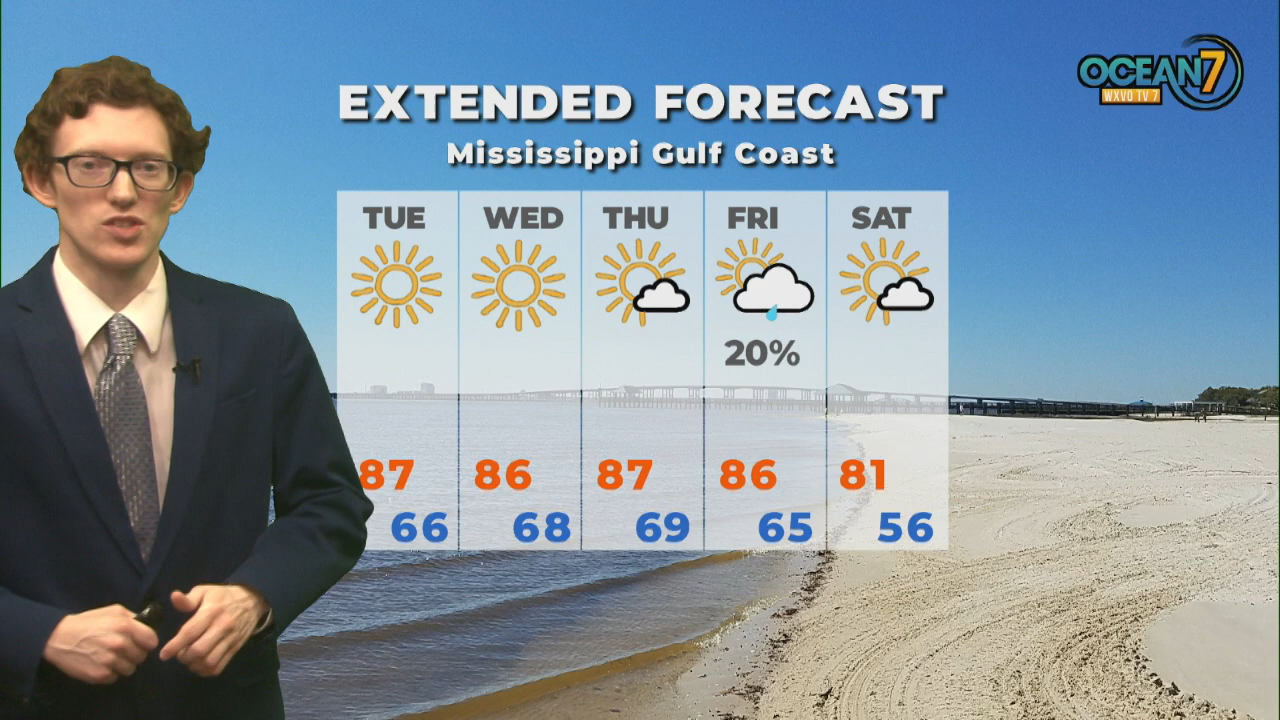 OCEAN7
WXVO TV 7
EXTENDED FORECAST
Mississippi Gulf Coast
TUE WED THU FRI SAT
20%
87 86 87 86 81
66 68 69 65 56